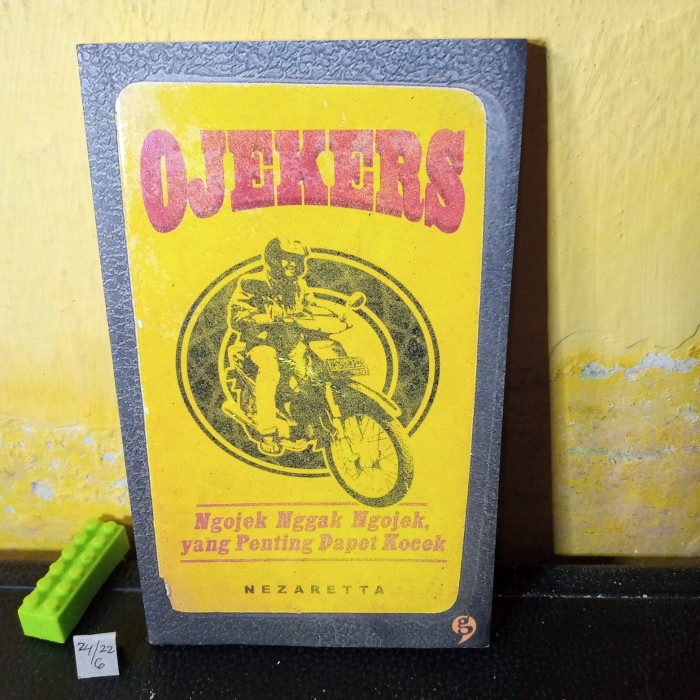 OJEKERS
Ngojek Nggak Ngojek,
yang Penting Dapet Kocek
NEZARETTA
g
24/22
6